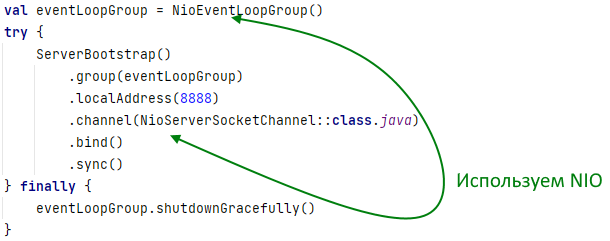 val eventLoopGroup = NioEventLoopGroup()
try {
    ServerBootstrap()
        .group(eventLoopGroup)
        .localAddress(8888)
        .channel(NioServerSocketChannel::class.java)
        .bind()
        .sync()
} finally {
    eventLoopGroup.shutdownGracefully()
}
Используем NIO